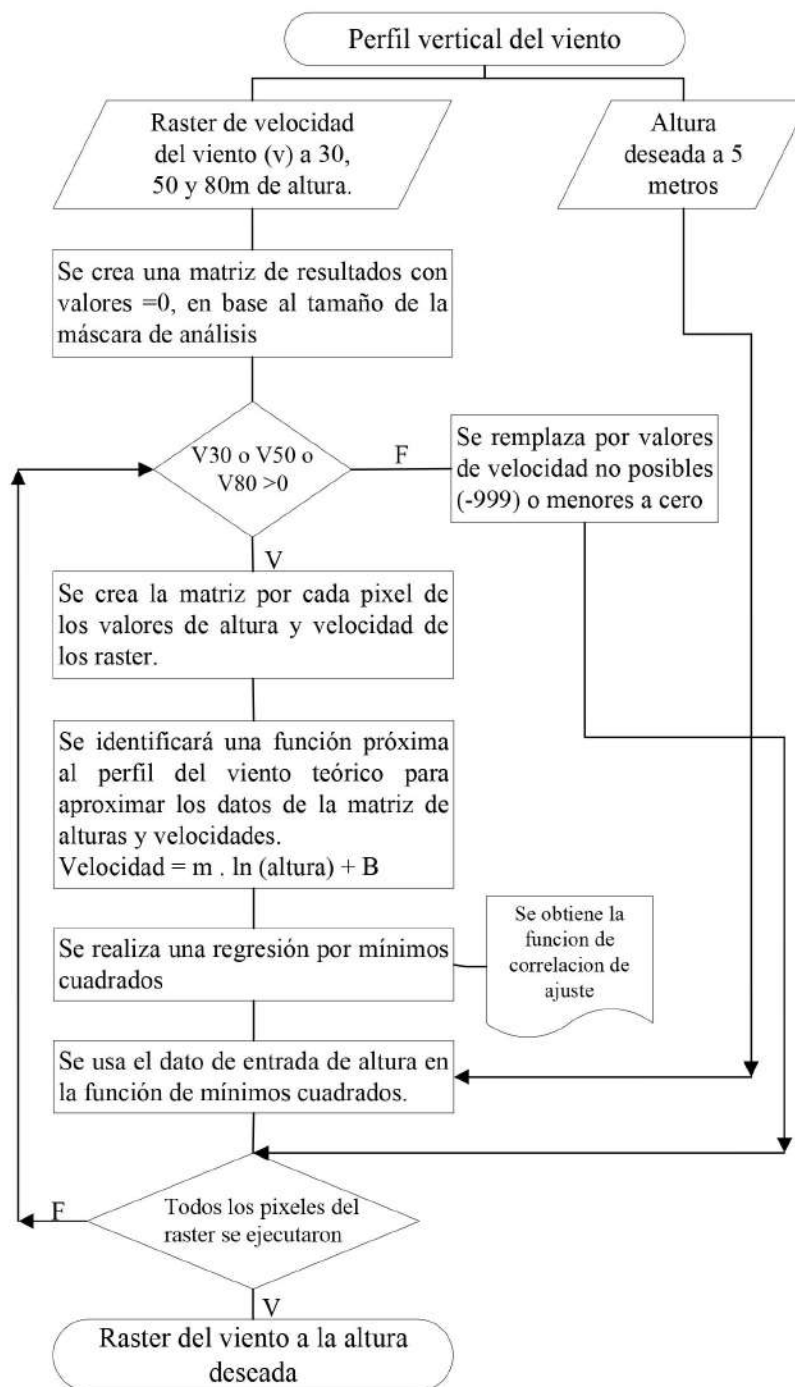 Perfil vertical del viento
Raster de velocidad
del viento (v) a 30,
50 y 80m de altura.
Altura
deseada a 5
metros
Se crea una matriz de resultados con
valores =0, en base al tamaño de la
máscara de análisis
V30 o V50 o
V80 >0
F
Se remplaza por valores
de velocidad no posibles
(-999) o menores a cero
V
Se crea la matriz por cada pixel de
los valores de altura y velocidad de
los raster.
Se identificará una función próxima
al perfil del viento teórico para
aproximar los datos de la matriz de
alturas y velocidades.
Velocidad = m . ln (altura) + B
Se realiza una regresión por mínimos
cuadrados
Se obtiene la
funcion de
correlacion de
ajuste
Se usa el dato de entrada de altura en
la función de mínimos cuadrados.
Todos los pixeles del
raster se ejecutaron
F
V
Raster del viento a la altura
deseada